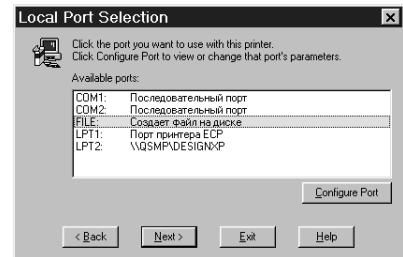 Local Port Selection
Click the port you want to use with this printer.
Click Configure Port to view or change that port's parameters.
Available ports:
COM1: Последовательный порт
COM2: Последовательный порт
FILE: Создает файл на диске
LPT1: Порт принтера ECP
LPT2: \\QSMP\DESIGNXP
Configure Port
< Back Next > Exit Help